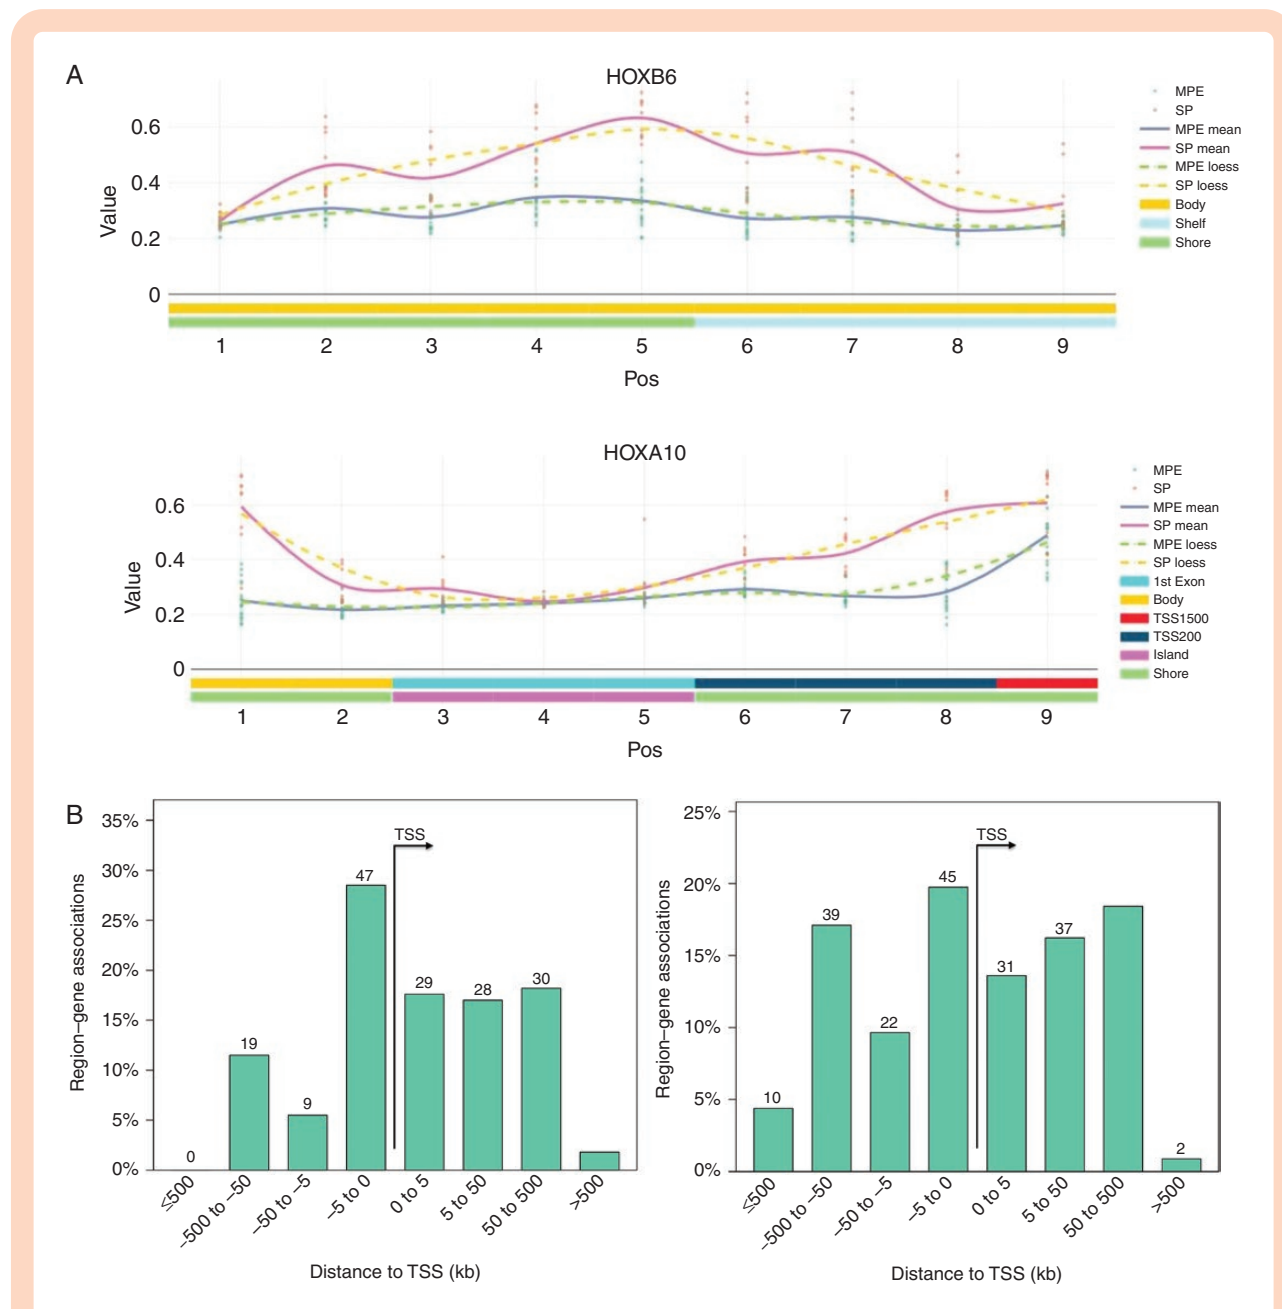 A
HOXB6
Value
0.6
0.4
0.2
0
1 2 3 4 5 6 7 8 9
Pos
MPE
SP
MPE mean
SP mean
MPE loess
SP loess
Body
Shelf
Shore
HOXA10
Value
0.6
0.4
0.2
0
1 2 3 4 5 6 7 8 9
Pos
MPE
SP
MPE mean
SP mean
MPE loess
SP loess
1st Exon
Body
TSS1500
TSS200
Island
Shore
B
Region–gene associations
35%
30%
25%
20%
15%
10%
5%
0%
TSS
0 19 9 47 29 28 30
≤500 –500 to –50 –50 to –5 –5 to 0 0 to 5 5 to 50 50 to 500 >500
Distance to TSS (kb)
Region–gene associations
25%
20%
15%
10%
5%
0%
TSS
10 39 22 45 31 37 2
≤500 –500 to –50 –50 to –5 –5 to 0 0 to 5 5 to 50 50 to 500 >500
Distance to TSS (kb)